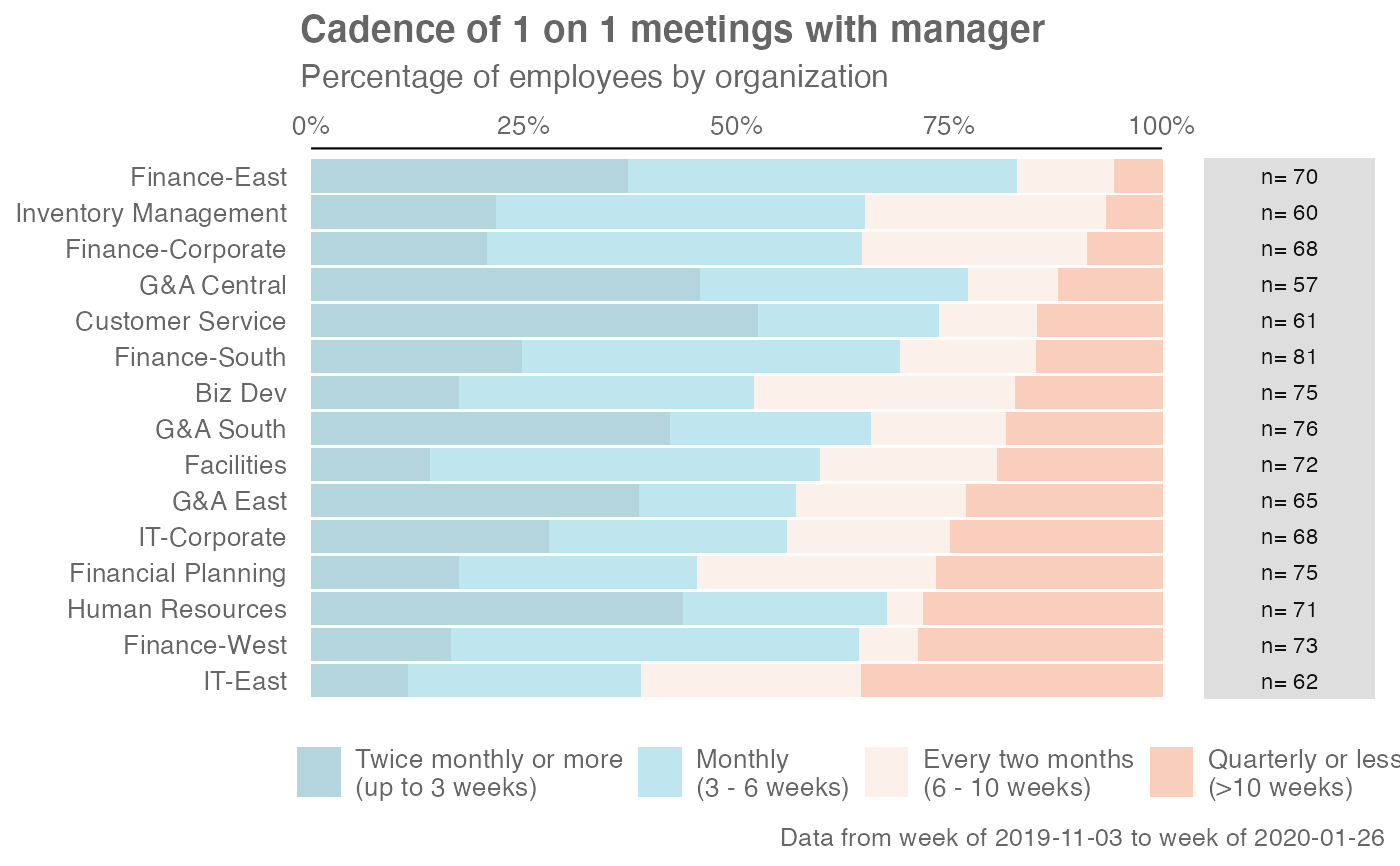 Cadence of 1 on 1 meetings with manager
Percentage of employees by organization
0% 25% 50% 75% 100%
Finance-East n= 70
Inventory Management n= 60
Finance-Corporate n= 68
G&A Central n= 57
Customer Service n= 61
Finance-South n= 81
Biz Dev n= 75
G&A South n= 76
Facilities n= 72
G&A East n= 65
IT-Corporate n= 68
Financial Planning n= 75
Human Resources n= 71
Finance-West n= 73
IT-East n= 62
Twice monthly or more Monthly Every two months Quarterly or less
(up to 3 weeks) (3 - 6 weeks) (6 - 10 weeks) (>10 weeks)
Data from week of 2019-11-03 to week of 2020-01-26